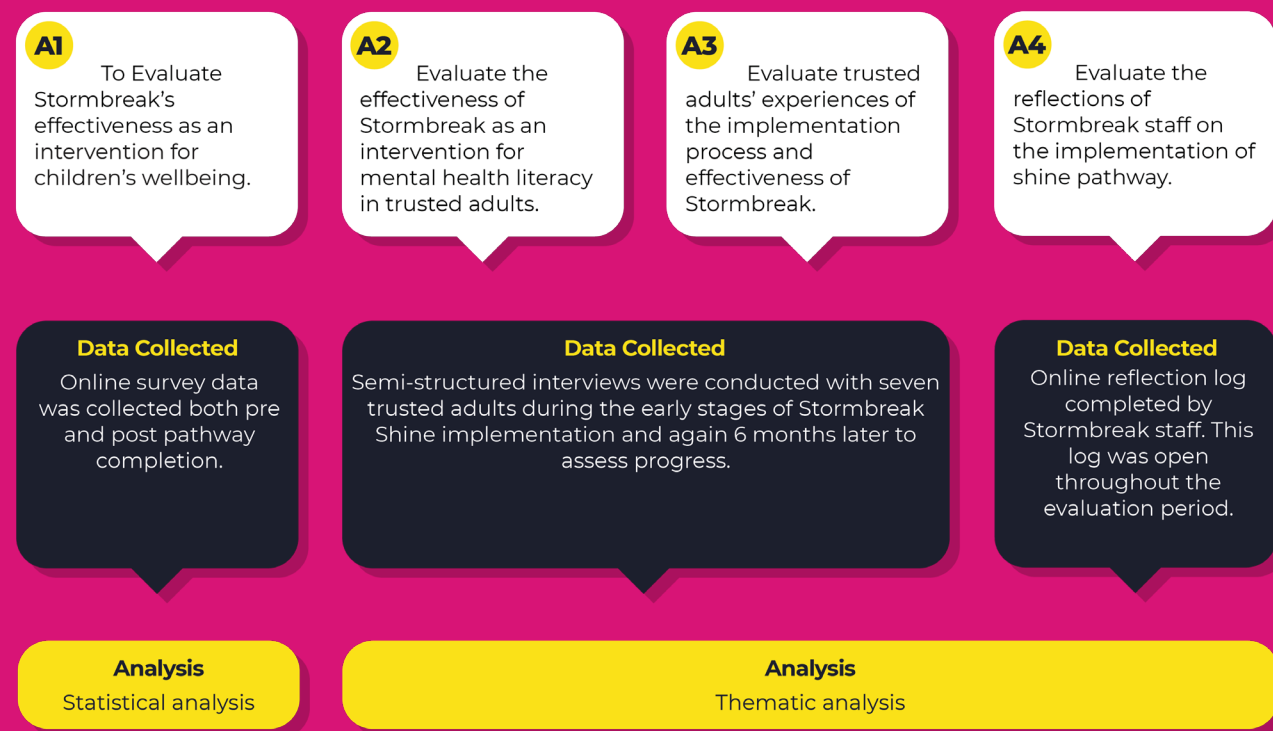 A1
To Evaluate
Stormbreak's
effectiveness as an
intervention for
children's wellbeing.
A2
Evaluate the
effectiveness of
Stormbreak as an
intervention for
mental health literacy
in trusted adults.
A3
Evaluate trusted
adults' experiences of
the implementation
process and
effectiveness of
Stormbreak.
A4
Evaluate the
reflections of
Stormbreak staff on
the implementation of
shine pathway.
Data Collected
Online survey data
was collected both pre
and post pathway
completion.
Data Collected
Semi-structured interviews were conducted with seven
trusted adults during the early stages of Stormbreak
Shine implementation and again 6 months later to
assess progress.
Data Collected
Online reflection log
completed by
Stormbreak staff. This
log was open
throughout the
evaluation period.
Analysis
Statistical analysis
Analysis
Thematic analysis